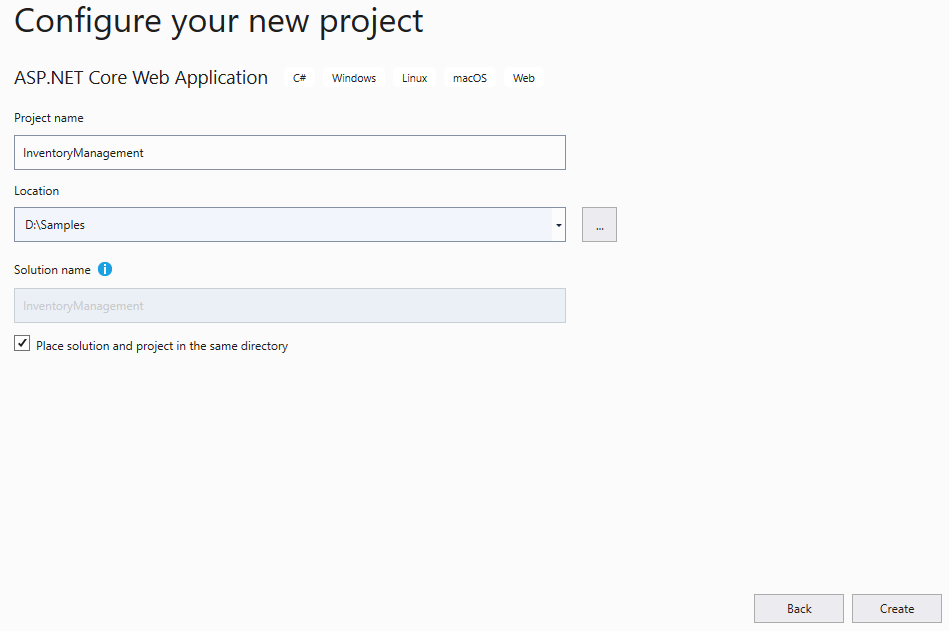 Configure your new project
ASP.NET Core Web Application C# Windows Linux macOS Web
Project name
InventoryManagement
Location
D:\Samples
...
Solution name i
InventoryManagement
Place solution and project in the same directory
Back Create